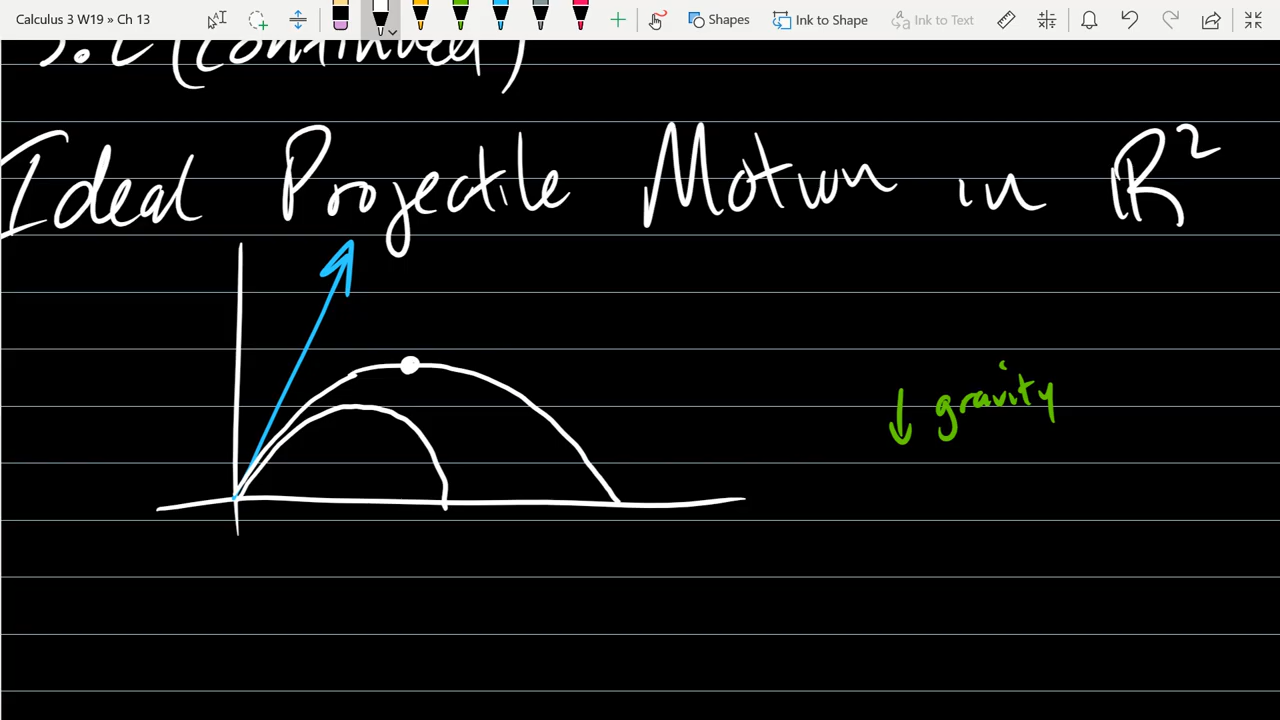 Calculus 3 W19 » Ch 13
Shapes
Ink to Shape
Ink to Text
(continued)
Ideal Projectile Motion in ℝ²
↓ gravity